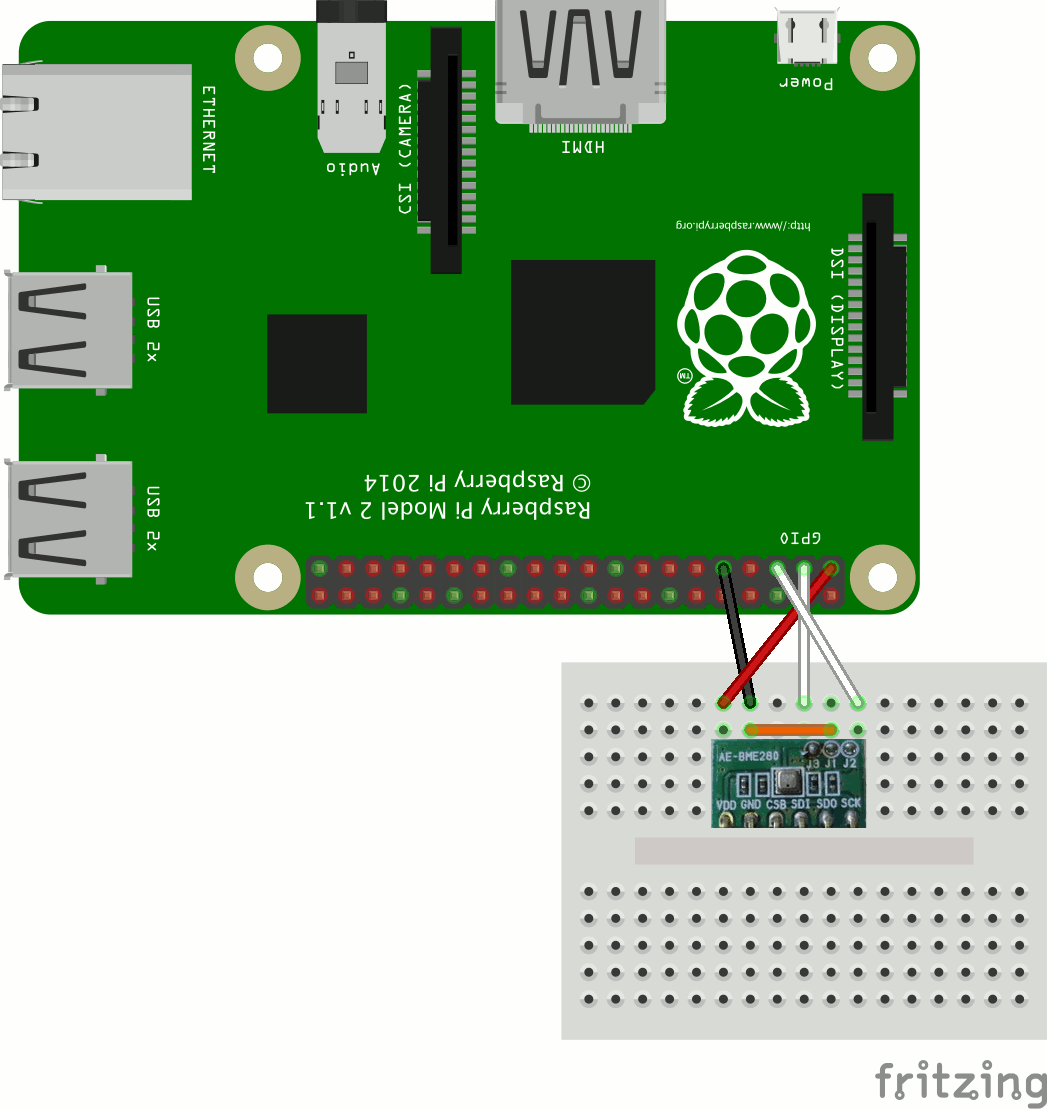 Power
ETHERNET
Audio
CSI (CAMERA)
HDMI
http://www.raspberrypi.org
DSI (DISPLAY)
USB 2x
TM
Raspberry Pi Model 2 v1.1
© Raspberry Pi 2014
USB 2x
GPIO
AE-BME280
J3 J1 J2
VDD GND CSB SDI SDO SCK
fritzing